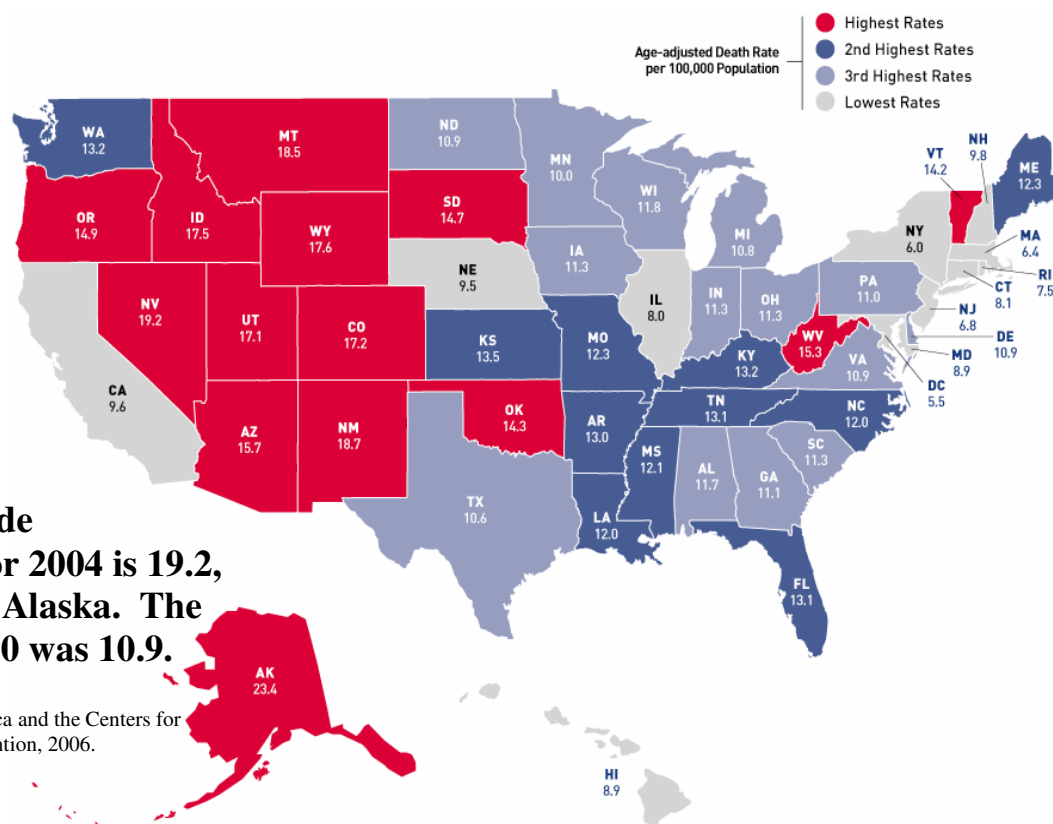 Age-adjusted Death Rate
per 100,000 Population
Highest Rates
2nd Highest Rates
3rd Highest Rates
Lowest Rates
WA
13.2
MT
18.5
ND
10.9
MN
10.0
WI
11.8
MI
10.8
VT
14.2
NH
9.8
ME
12.3
OR
14.9
ID
17.5
WY
17.6
SD
14.7
IA
11.3
NY
6.0
MA
6.4
RI
7.5
CT
8.1
NE
9.5
NV
19.2
UT
17.1
CO
17.2
KS
13.5
MO
12.3
IL
8.0
IN
11.3
OH
11.3
PA
11.0
NJ
6.8
DE
10.9
MD
8.9
DC
5.5
WV
15.3
VA
10.9
KY
13.2
CA
9.6
AZ
15.7
NM
18.7
OK
14.3
AR
13.0
TN
13.1
NC
12.0
SC
11.3
MS
12.1
AL
11.7
GA
11.1
TX
10.6
LA
12.0
FL
13.1
de
or 2004 is 19.2,
Alaska. The
0 was 10.9.
ca and the Centers for
ntion, 2006.
AK
23.4
HI
8.9